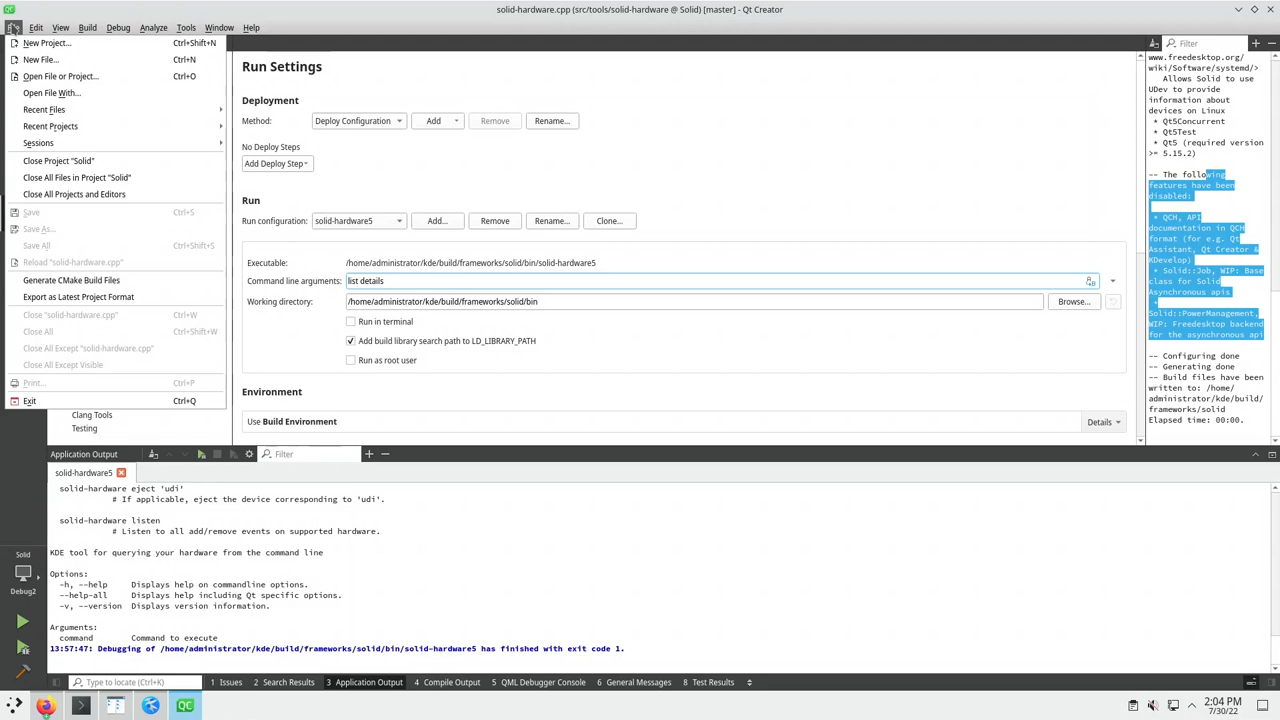 solid-hardware.cpp (src/tools/solid-hardware @ Solid) [master] - Qt Creator
File Edit View Build Debug Analyze Tools Window Help
New Project... Ctrl+Shift+N
New File... Ctrl+N
Open File or Project... Ctrl+O
Open File With...
Recent Files
Recent Projects
Sessions
Close Project "Solid"
Close All Files in Project "Solid"
Close All Projects and Editors
Save Ctrl+S
Save As...
Save All Ctrl+Shift+S
Reload "solid-hardware.cpp"
Generate CMake Build Files
Export as Latest Project Format
Close "solid-hardware.cpp" Ctrl+W
Close All Ctrl+Shift+W
Close All Except "solid-hardware.cpp"
Close All Except Visible
Print... Ctrl+P
Exit Ctrl+Q
Clang Tools
Testing
Run Settings
Deployment
Method: Deploy Configuration Add Remove Rename...
No Deploy Steps
Add Deploy Step
Run
Run configuration: solid-hardware5 Add... Remove Rename... Clone...
Executable: /home/administrator/kde/build/frameworks/solid/bin/solid-hardware5
Command line arguments: list details
Working directory: /home/administrator/kde/build/frameworks/solid/bin Browse...
Run in terminal
Add build library search path to LD_LIBRARY_PATH
Run as root user
Environment
Use Build Environment Details
Filter
www.freedesktop.org/
wiki/Software/systemd/>
Allows Solid to use
UDev to provide
information about
devices on Linux
* Qt5Concurrent
* Qt5Test
* Qt5 (required version
>= 5.15.2)
-- The following
features have been
disabled:
* QCH, API
documentation in QCH
format (for e.g. Qt
Assistant, Qt Creator &
KDevelop)
* Solid::Job, WIP: Base
class for Solid
Asynchronous apis
*
Solid::PowerManagement,
WIP: Freedesktop backend
for the asynchronous api
-- Configuring done
-- Generating done
-- Build files have been
written to: /home/
administrator/kde/build/
frameworks/solid
Elapsed time: 00:00.
Application Output Filter
solid-hardware5
solid-hardware eject 'udi'
# If applicable, eject the device corresponding to 'udi'.
solid-hardware listen
# Listen to all add/remove events on supported hardware.
KDE tool for querying your hardware from the command line
Options:
-h, --help Displays help on commandline options.
--help-all Displays help including Qt specific options.
-v, --version Displays version information.
Arguments:
command Command to execute
13:57:47: Debugging of /home/administrator/kde/build/frameworks/solid/bin/solid-hardware5 has finished with exit code 1.
Solid
Debug2
Type to locate (Ctrl+K) 1 Issues 2 Search Results 3 Application Output 4 Compile Output 5 QML Debugger Console 6 General Messages 8 Test Results
2:04 PM
7/30/22